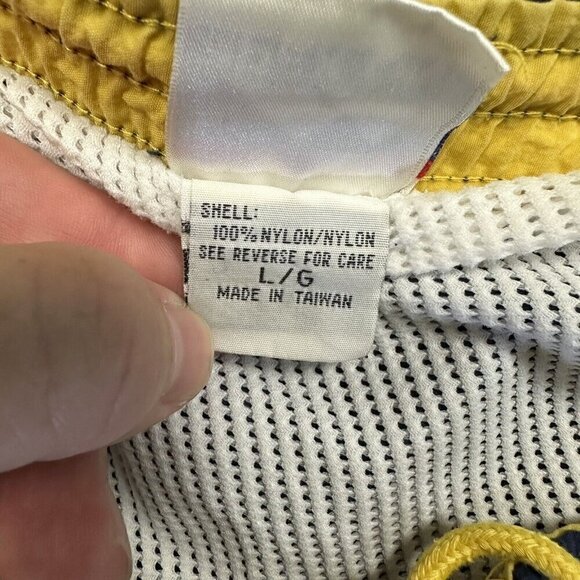 SHELL:
100% NYLON/NYLON
SEE REVERSE FOR CARE
L/G
MADE IN TAIWAN